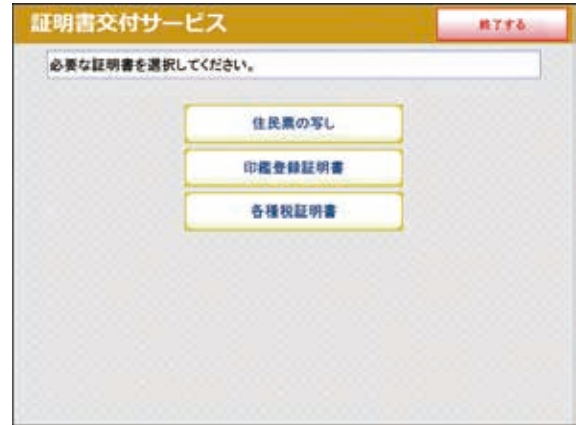 証明書交付サービス
終了する
必要な証明書を選択してください。
住民票の写し
印鑑登録証明書
各種税証明書